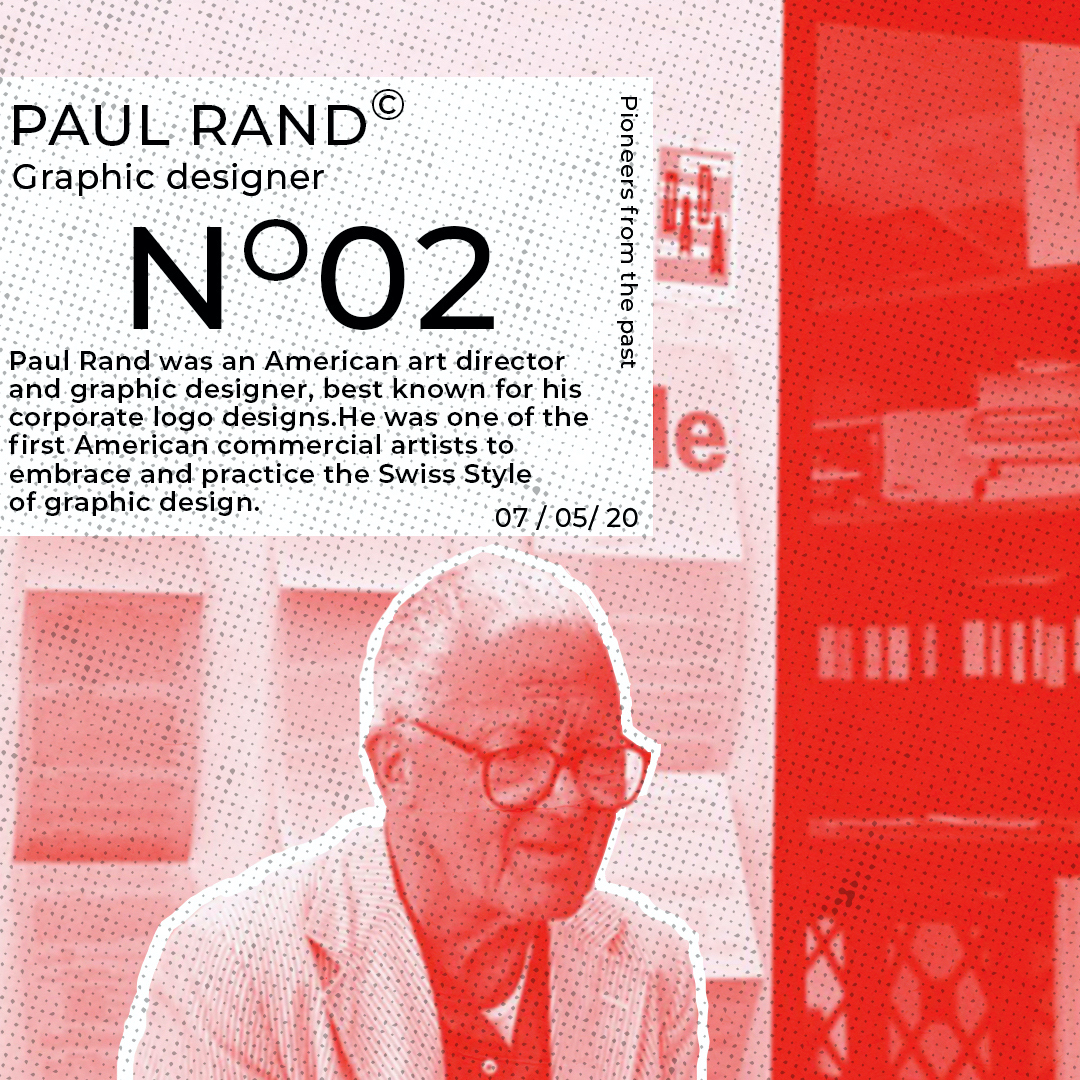 PAUL RAND©
Graphic designer
N°02
Paul Rand was an American art director
and graphic designer, best known for his
corporate logo designs.He was one of the
first American commercial artists to
embrace and practice the Swiss Style
of graphic design.
07 / 05/ 20
Pioneers from the past
le